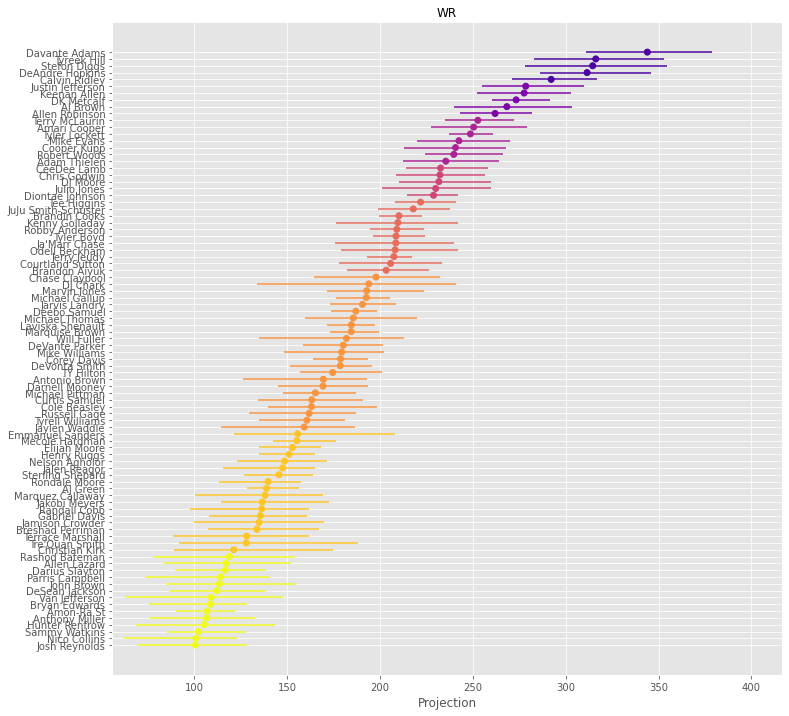 WR
Davante Adams
Tyreek Hill
Stefon Diggs
DeAndre Hopkins
Calvin Ridley
Justin Jefferson
Keenan Allen
DK Metcalf
AJ Brown
Allen Robinson
Terry McLaurin
Amari Cooper
Tyler Lockett
Mike Evans
Cooper Kupp
Robert Woods
Adam Thielen
CeeDee Lamb
Chris Godwin
DJ Moore
Julio Jones
Diontae Johnson
Tee Higgins
JuJu Smith-Schuster
Brandin Cooks
Kenny Golladay
Robby Anderson
Tyler Boyd
Ja'Marr Chase
Odell Beckham
Jerry Jeudy
Courtland Sutton
Brandon Aiyuk
Chase Claypool
DJ Chark
Marvin Jones
Michael Gallup
Jarvis Landry
Deebo Samuel
Michael Thomas
Laviska Shenault
Marquise Brown
Will Fuller
DeVante Parker
Mike Williams
Corey Davis
DeVonta Smith
TY Hilton
Antonio Brown
Darnell Mooney
Michael Pittman
Curtis Samuel
Cole Beasley
Russell Gage
Tyrell Williams
Jaylen Waddle
Emmanuel Sanders
Mecole Hardman
Elijah Moore
Henry Ruggs
Nelson Agholor
Jalen Reagor
Sterling Shepard
Rondale Moore
AJ Green
Marquez Callaway
Jakobi Meyers
Randall Cobb
Gabriel Davis
Jamison Crowder
Breshad Perriman
Terrace Marshall
Tre'Quan Smith
Christian Kirk
Rashod Bateman
Allen Lazard
Darius Slayton
Parris Campbell
John Brown
DeSean Jackson
Van Jefferson
Bryan Edwards
Amon-Ra St
Anthony Miller
Hunter Renfrow
Sammy Watkins
Nico Collins
Josh Reynolds
100 150 200 250 300 350 400
Projection